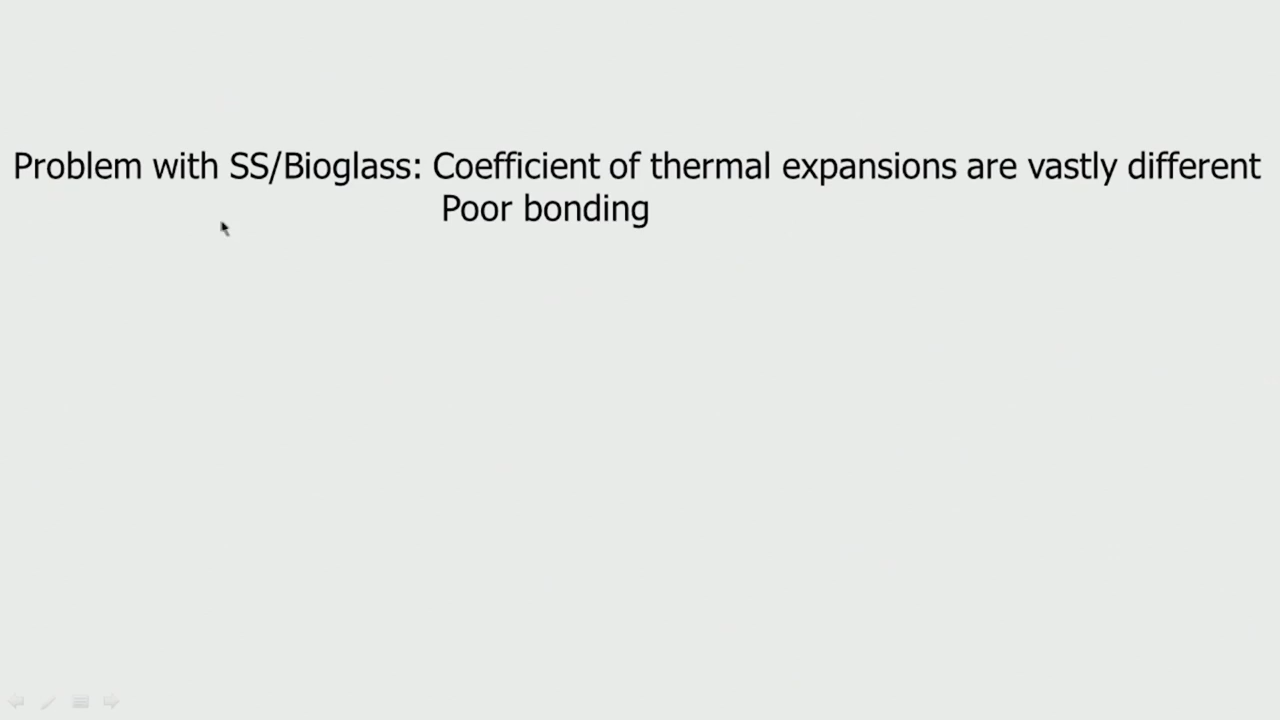 Problem with SS/Bioglass: Coefficient of thermal expansions are vastly different
Poor bonding